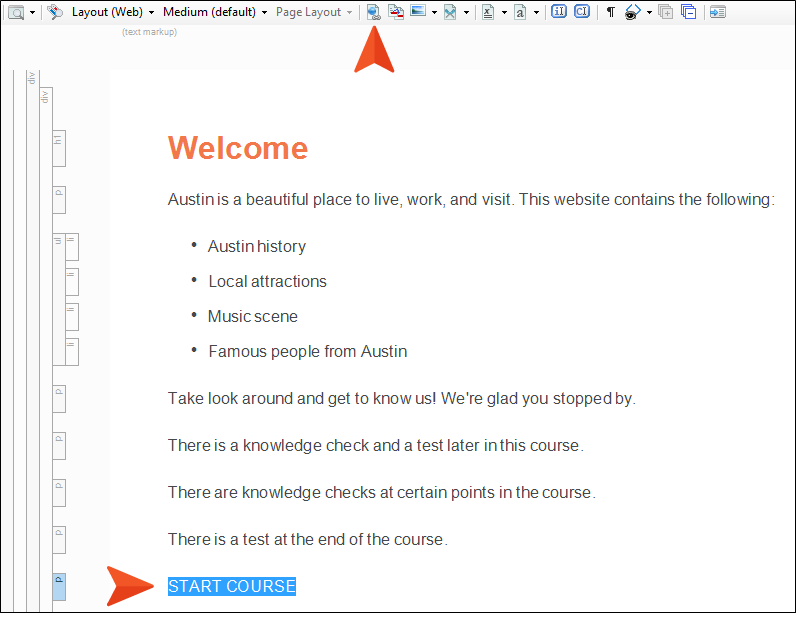 Layout (Web) Medium (default) Page Layout
(text markup)
div
div
h1
Welcome
p
Austin is a beautiful place to live, work, and visit. This website contains the following:
ul
li
• Austin history
li
• Local attractions
li
• Music scene
li
• Famous people from Austin
p
Take look around and get to know us! We're glad you stopped by.
p
There is a knowledge check and a test later in this course.
p
There are knowledge checks at certain points in the course.
p
There is a test at the end of the course.
p
START COURSE